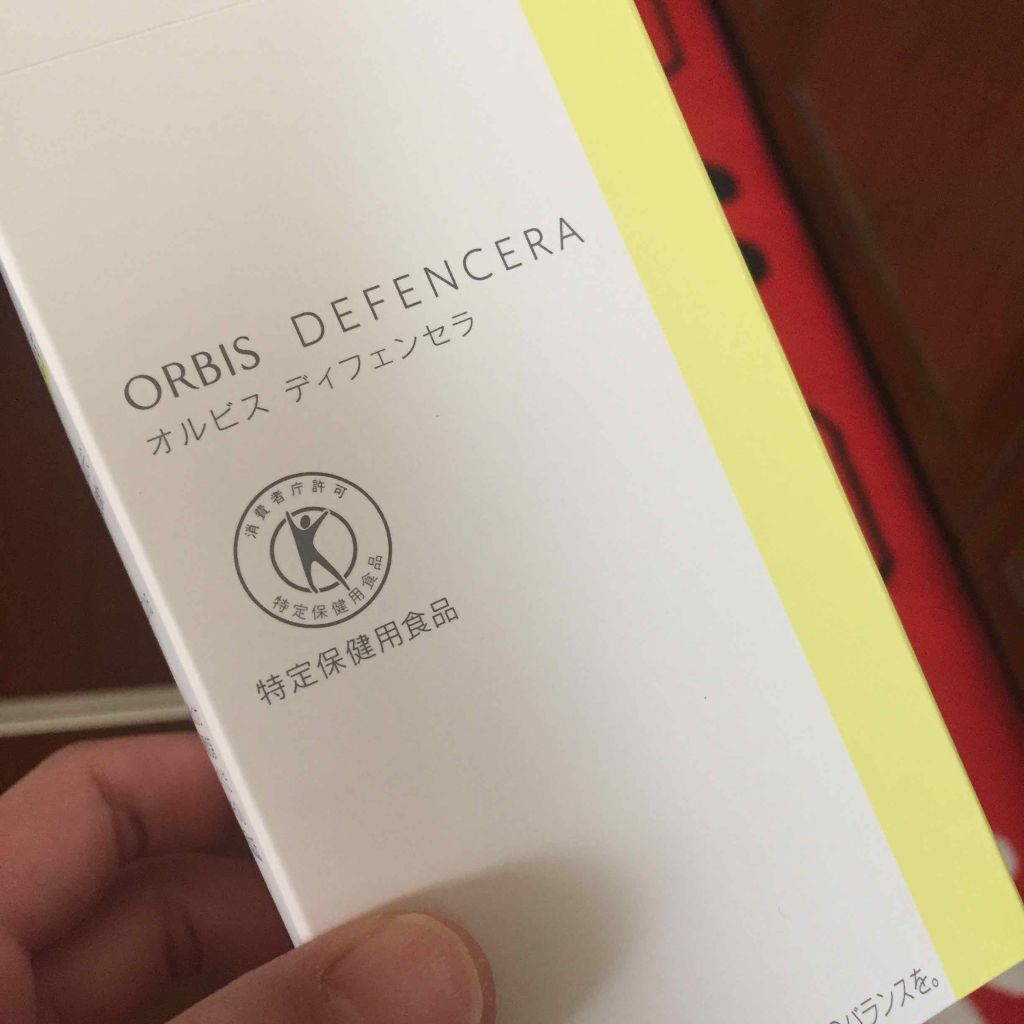 ORBIS DEFENCERA
オルビス ディフェンセラ
消費者庁許可
特定保健用食品
特定保健用食品
バランスを。